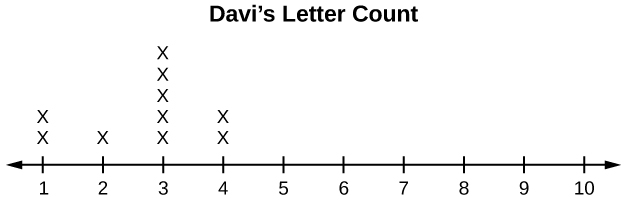 Davi’s Letter Count
X
X
X
X X X
X X X X
1 2 3 4 5 6 7 8 9 10